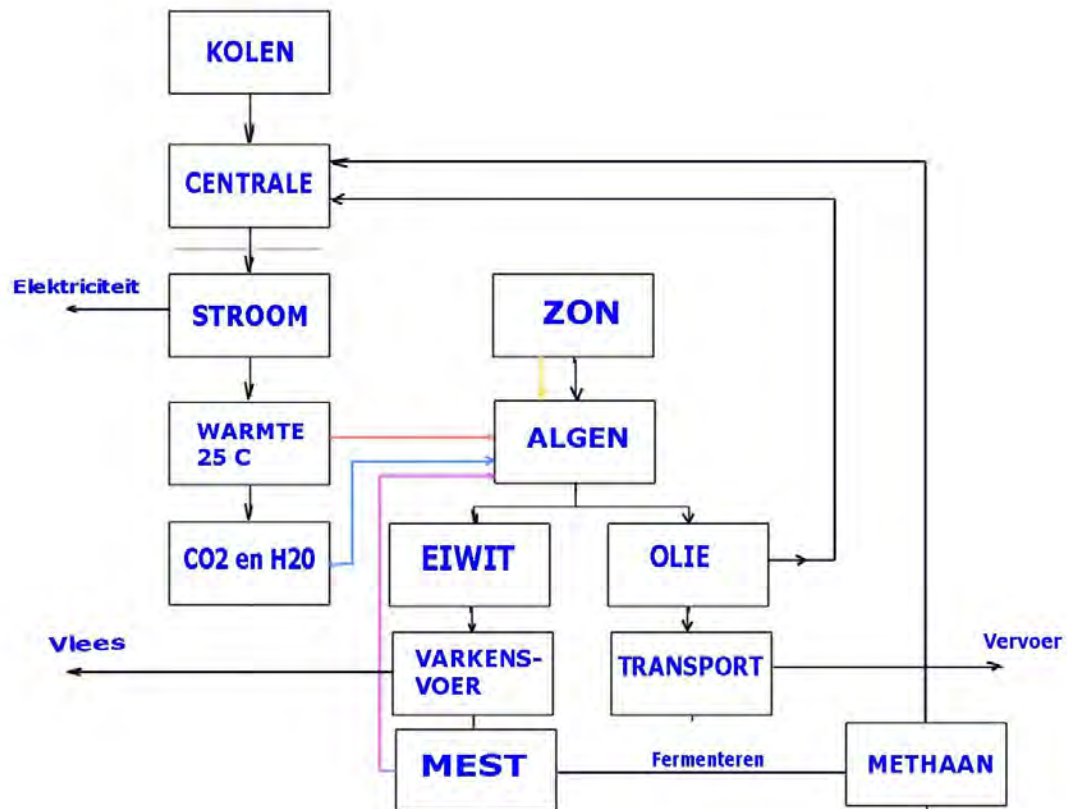 KOLEN
CENTRALE
Elektriciteit
STROOM
ZON
WARMTE
25 C
ALGEN
CO2 en H20
EIWIT
OLIE
Vlees
VARKENS-
VOER
TRANSPORT
Vervoer
MEST
Fermenteren
METHAAN